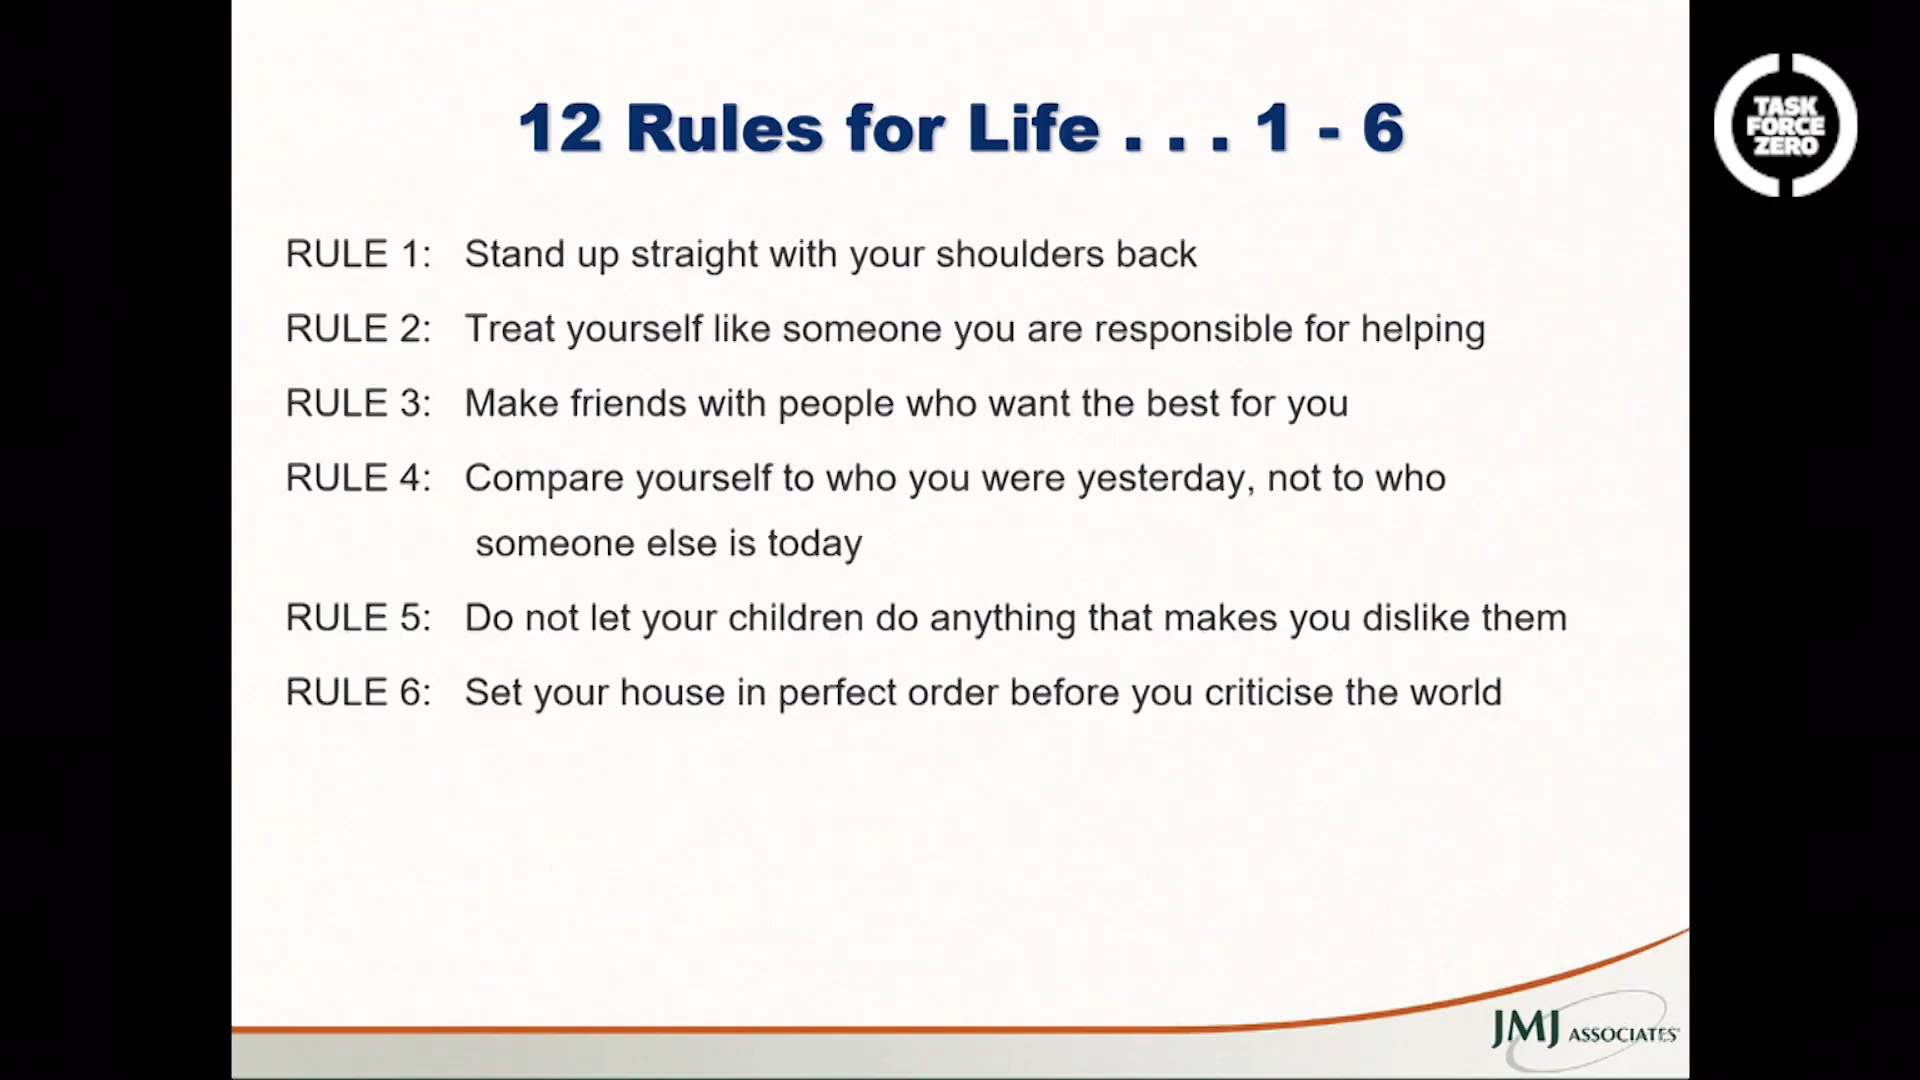 12 Rules for Life . . . 1 - 6
TASK
FORCE
ZERO
RULE 1: Stand up straight with your shoulders back
RULE 2: Treat yourself like someone you are responsible for helping
RULE 3: Make friends with people who want the best for you
RULE 4: Compare yourself to who you were yesterday, not to who
someone else is today
RULE 5: Do not let your children do anything that makes you dislike them
RULE 6: Set your house in perfect order before you criticise the world
JMJ ASSOCIATES